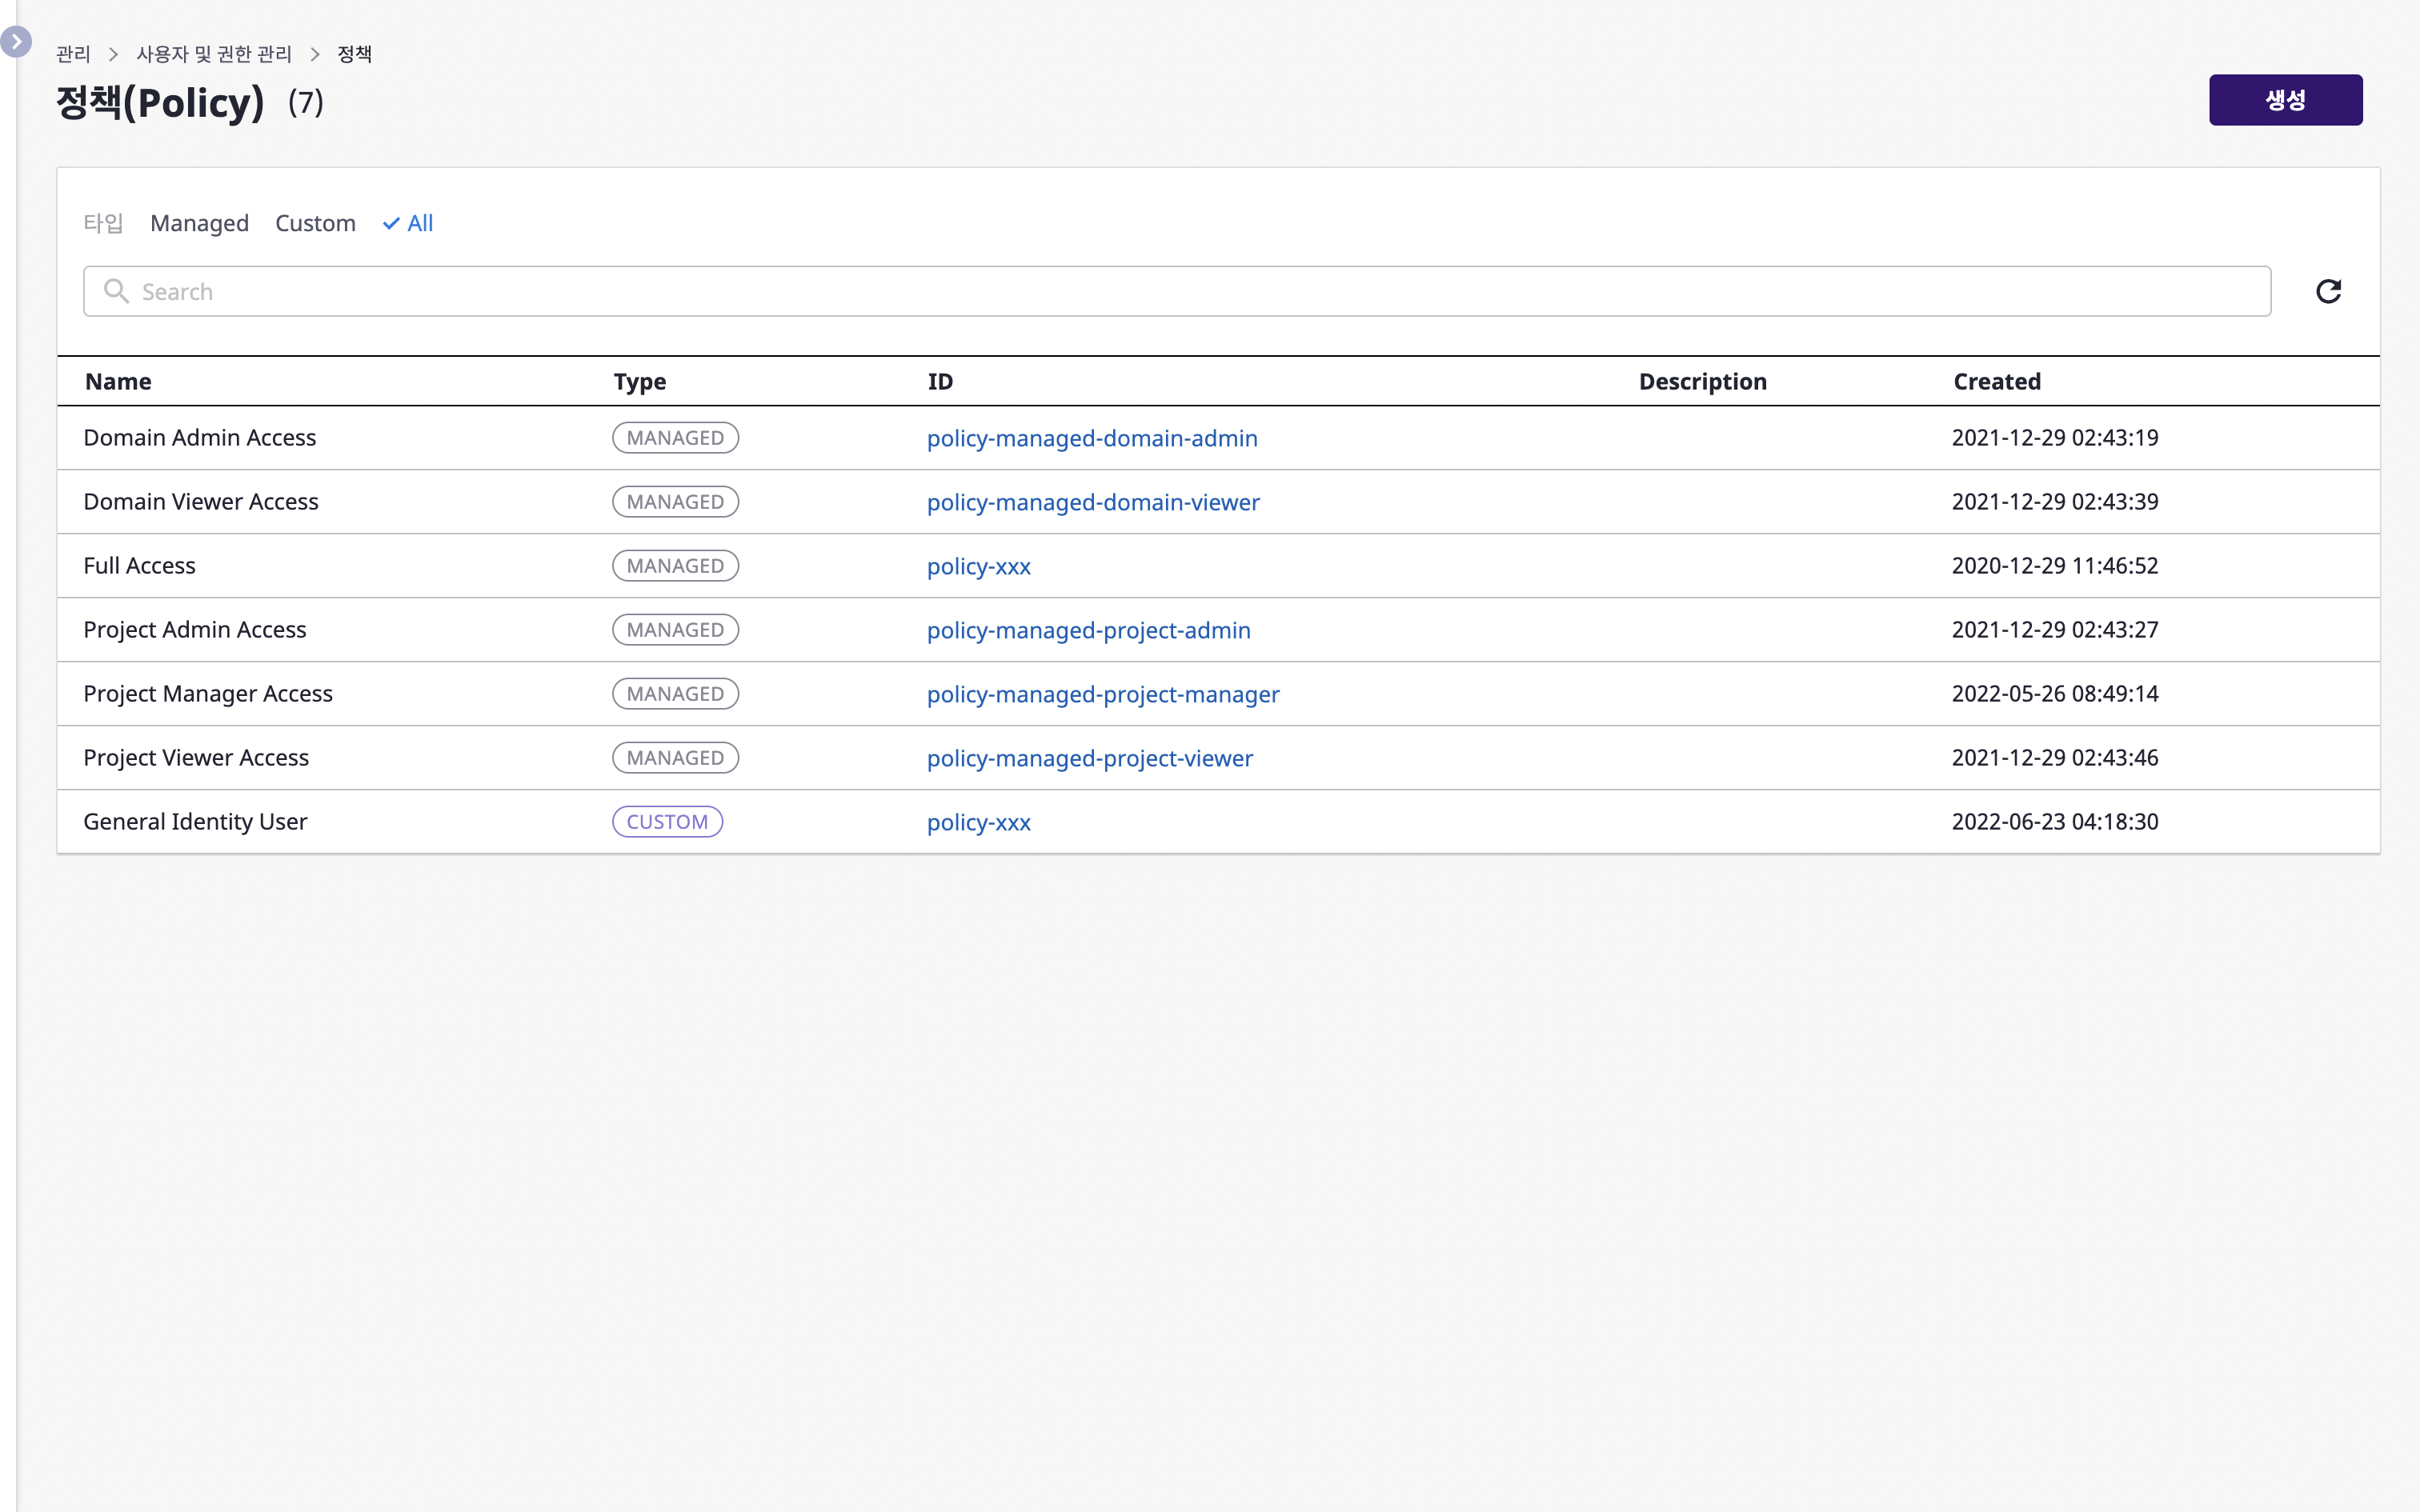 관리 > 사용자 및 권한 관리 > 정책
정책(Policy) (7)
생성
타입 Managed Custom All
Search
Name Type ID Description Created
Domain Admin Access MANAGED policy-managed-domain-admin 2021-12-29 02:43:19
Domain Viewer Access MANAGED policy-managed-domain-viewer 2021-12-29 02:43:39
Full Access MANAGED policy-xxx 2020-12-29 11:46:52
Project Admin Access MANAGED policy-managed-project-admin 2021-12-29 02:43:27
Project Manager Access MANAGED policy-managed-project-manager 2022-05-26 08:49:14
Project Viewer Access MANAGED policy-managed-project-viewer 2021-12-29 02:43:46
General Identity User CUSTOM policy-xxx 2022-06-23 04:18:30